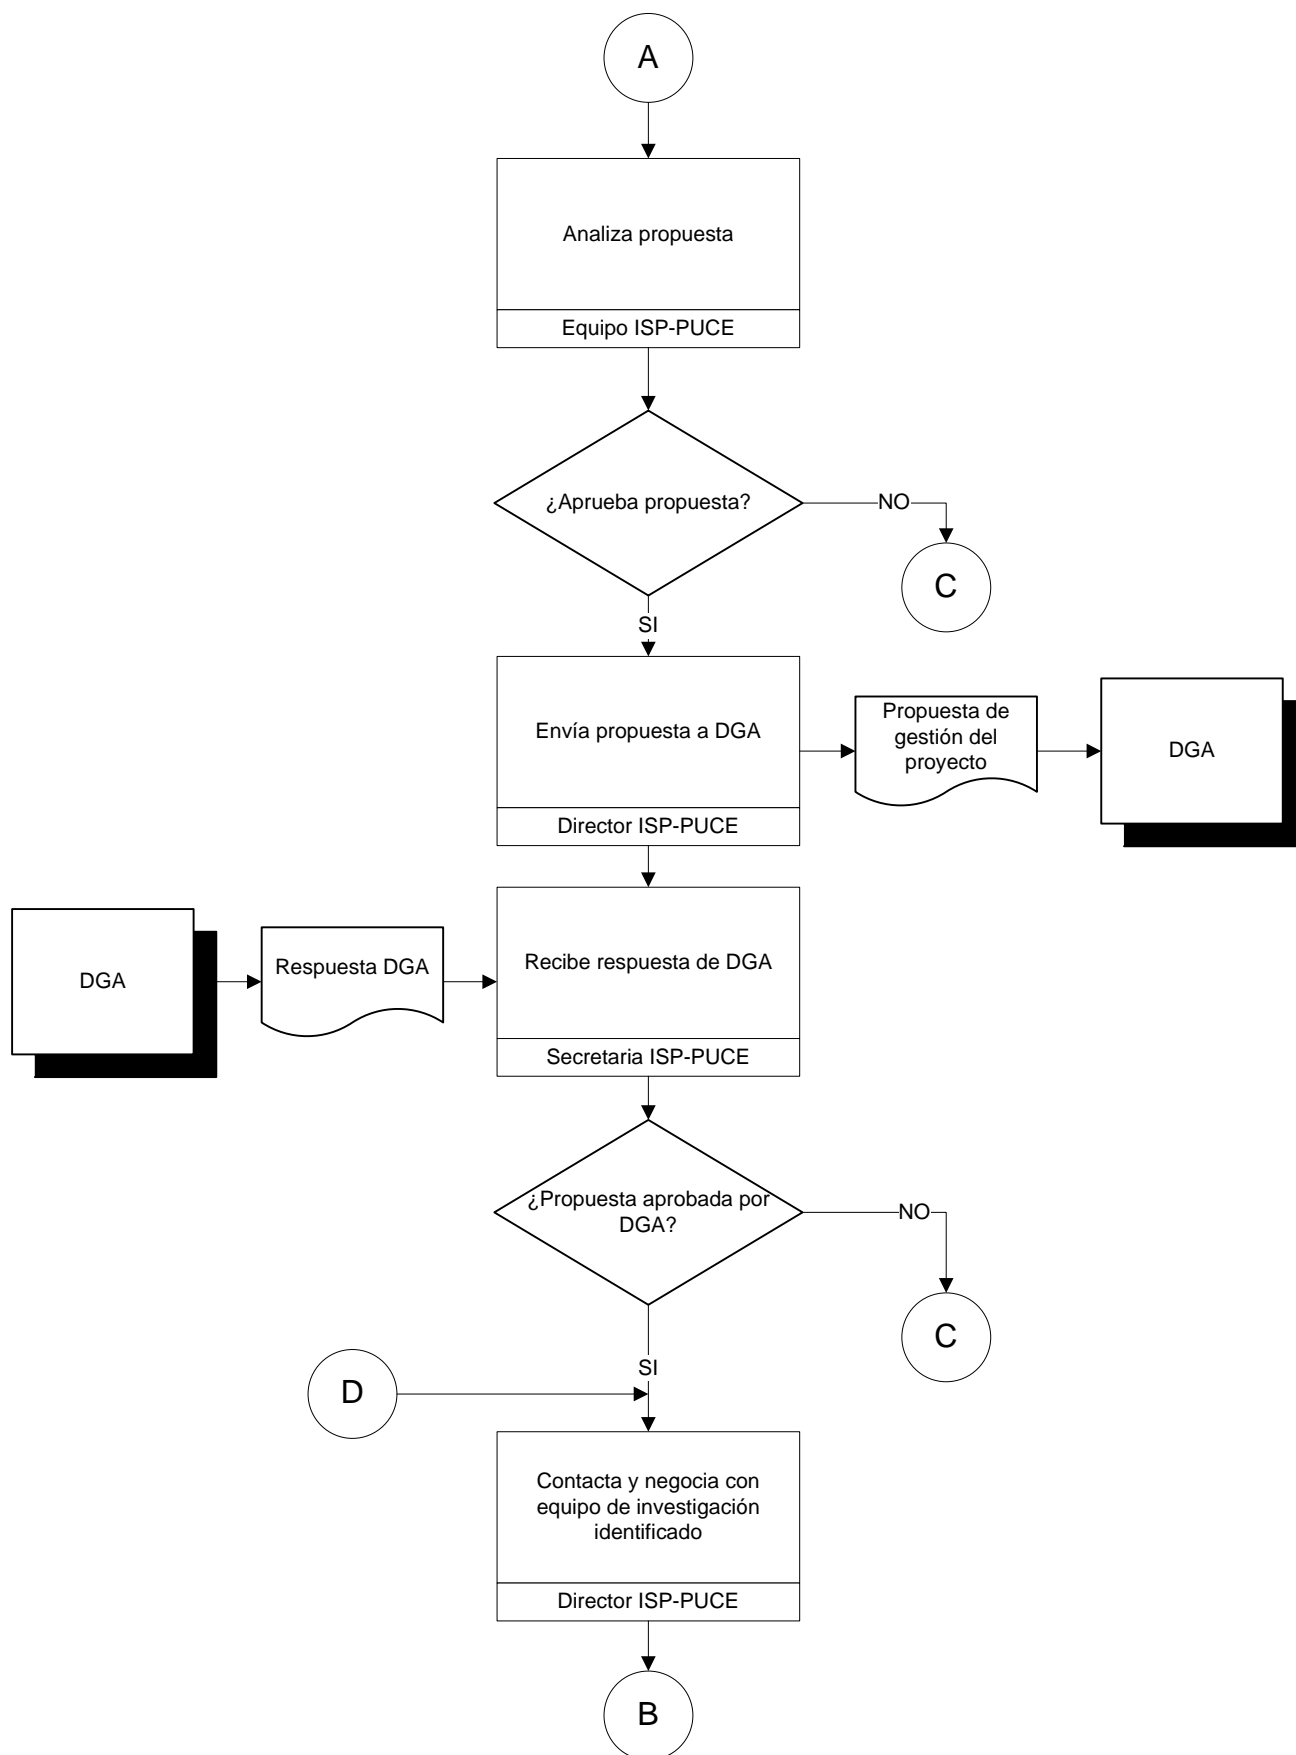 A
Analiza propuesta
Equipo ISP-PUCE
¿Aprueba propuesta?
NO
C
SI
Envía propuesta a DGA
Director ISP-PUCE
Propuesta de
gestión del
proyecto
DGA
DGA
Respuesta DGA
Recibe respuesta de DGA
Secretaria ISP-PUCE
¿Propuesta aprobada por
DGA?
NO
C
SI
D
Contacta y negocia con
equipo de investigación
identificado
Director ISP-PUCE
B